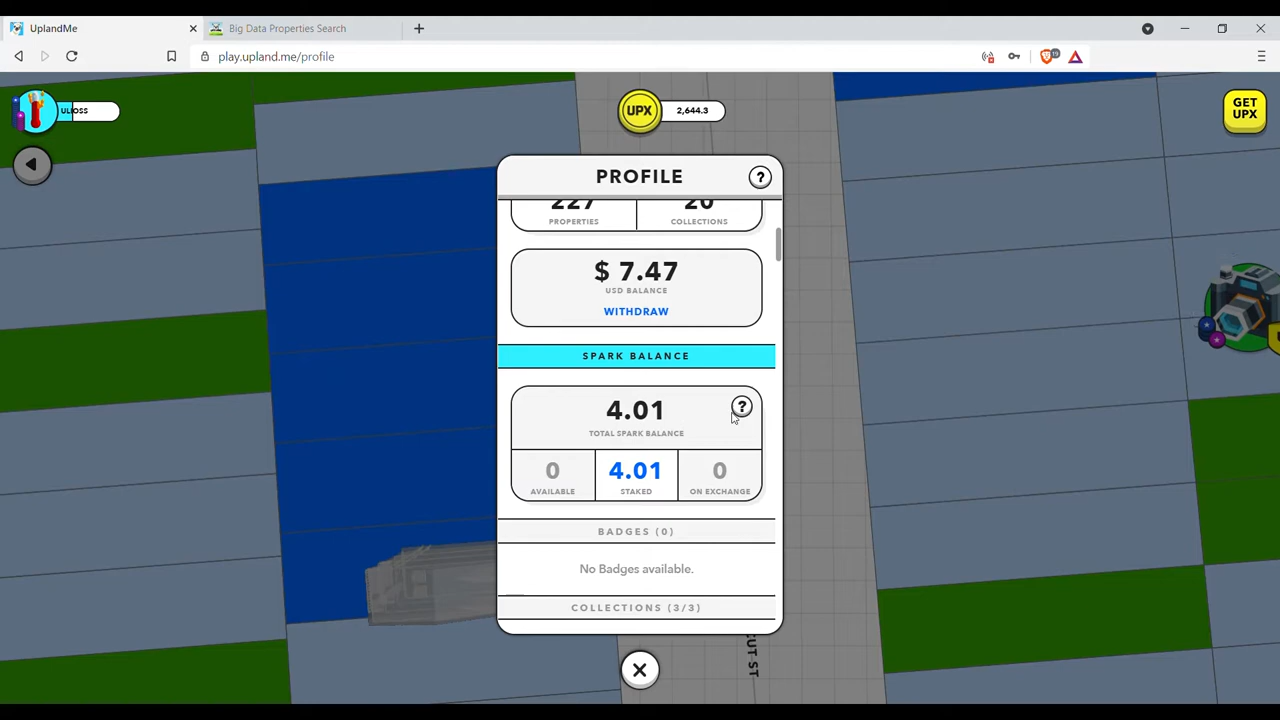 UplandMe
Big Data Properties Search
play.upland.me/profile
19
ULIOSS
UPX
2,644.3
GET
UPX
PROFILE
?
227
20
PROPERTIES
COLLECTIONS
$ 7.47
USD BALANCE
WITHDRAW
SPARK BALANCE
4.01
?
TOTAL SPARK BALANCE
0
4.01
0
AVAILABLE
STAKED
ON EXCHANGE
BADGES (0)
No Badges available.
COLLECTIONS (3/3)